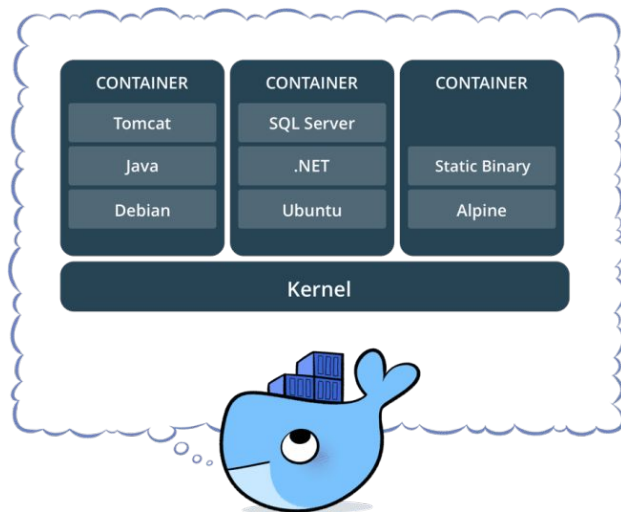 CONTAINER
Tomcat
Java
Debian
CONTAINER
SQL Server
.NET
Ubuntu
CONTAINER
Static Binary
Alpine
Kernel